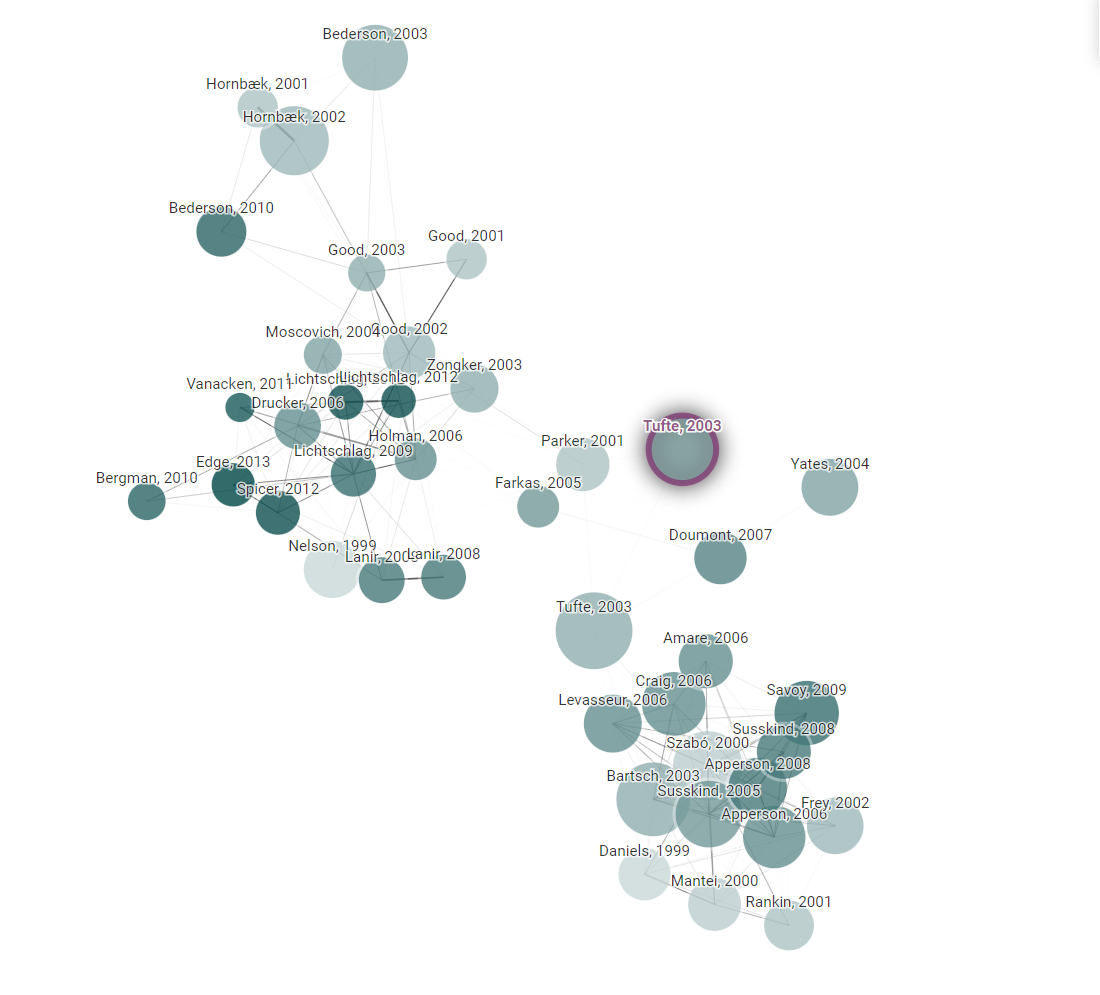 Bederson, 2003
Hornbæk, 2001
Hornbæk, 2002
Bederson, 2010
Good, 2001
Good, 2003
Moscovich, 2004
Good, 2002
Zongker, 2003
Lichtschlag,
Lichtschlag, 2012
Vanacken, 2011
Drucker, 2006
Tufte, 2003
Holman, 2006
Parker, 2001
Lichtschlag, 2009
Edge, 2013
Yates, 2004
Bergman, 2010
Farkas, 2005
Spicer, 2012
Doumont, 2007
Nelson, 1999
Lanir,
Lanir, 2008
Tufte, 2003
Amare, 2006
Craig, 2006
Savoy, 2009
Levasseur, 2006
Susskind, 2008
Szabó, 2000
Apperson, 2008
Bartsch, 2003
Susskind, 2005
Frey, 2002
Apperson, 2006
Daniels, 1999
Mantei, 2000
Rankin, 2001